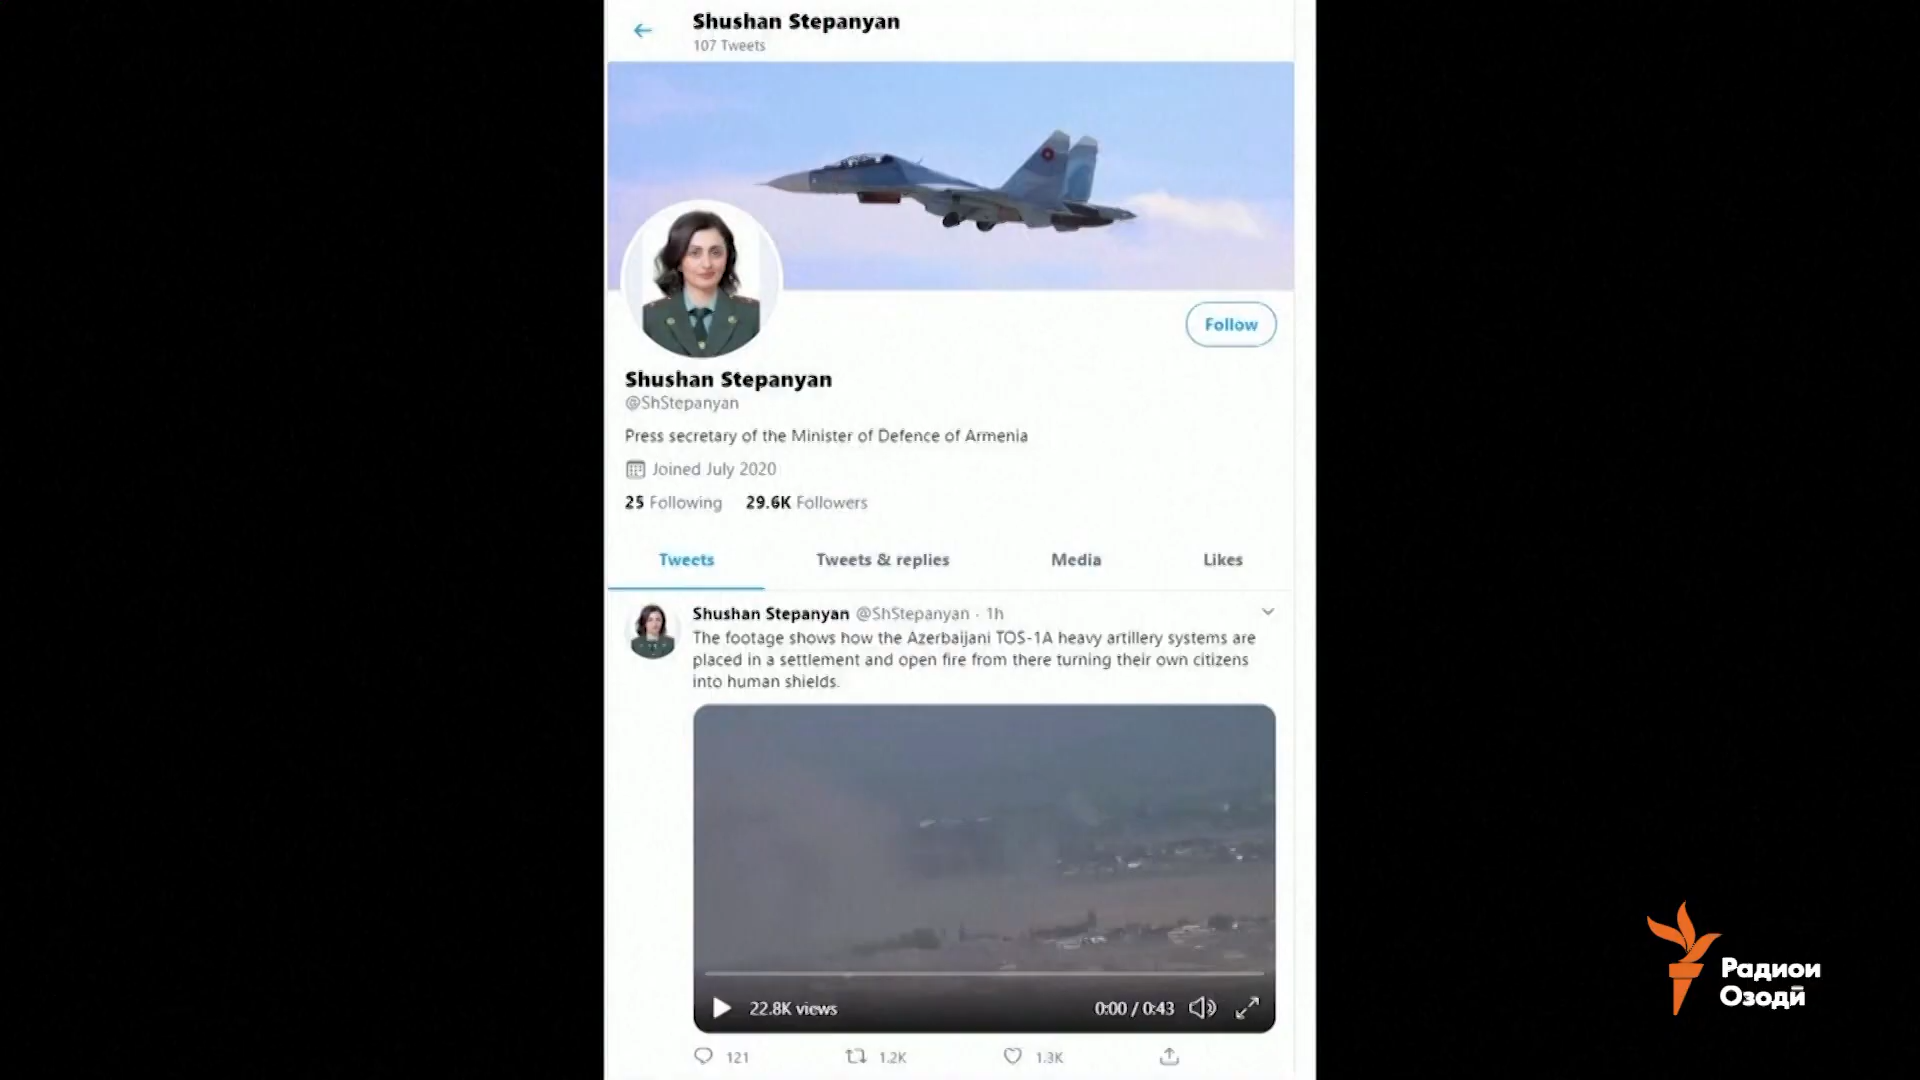 Shushan Stepanyan
107 Tweets
Follow
Shushan Stepanyan
@ShStepanyan
Press secretary of the Minister of Defence of Armenia
Joined July 2020
25 Following 29.6K Followers
Tweets Tweets & replies Media Likes
Shushan Stepanyan @ShStepanyan · 1h
The footage shows how the Azerbaijani TOS-1A heavy artillery systems are
placed in a settlement and open fire from there turning their own citizens
into human shields.
22.8K views 0:00 / 0:43
121 1.2K 1.3K
Радиои
Озодӣ